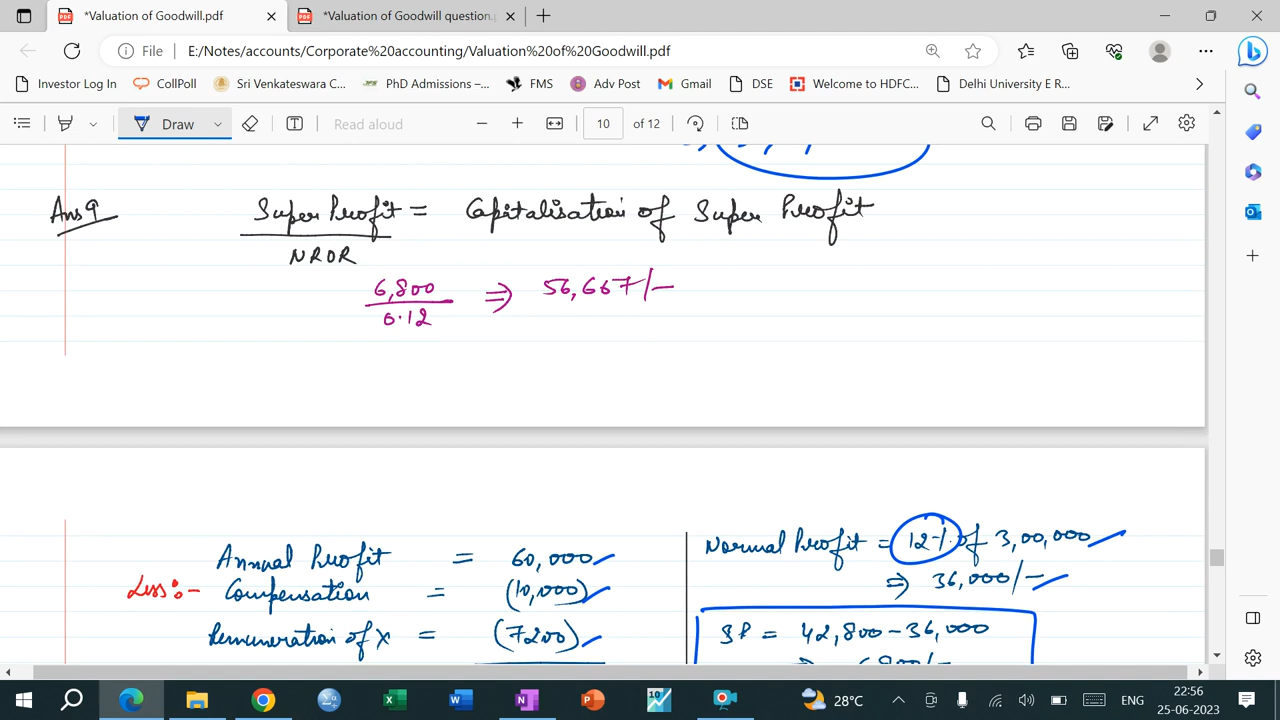 *Valuation of Goodwill.pdf
*Valuation of Goodwill question.
File E:/Notes/accounts/Corporate%20accounting/Valuation%20of%20Goodwill.pdf
Investor Log In CollPoll Sri Venkateswara C... PhD Admissions –... FMS Adv Post Gmail DSE Welcome to HDFC... Delhi University E R...
Draw Read aloud 10 of 12
Ans 9 Super Profit = Capitalisation of Super Profit
NROR
6,800 ⇒ 56,667/-
0.12
Normal Profit = 12% of 3,00,000
Annual Profit = 60,000
⇒ 36,000/-
Less:- Compensation = (10,000)
Remuneration of X = (7200)
SP = 42,800-36,000
⇒ 6800/-
28°C ENG 22:56
25-06-2023